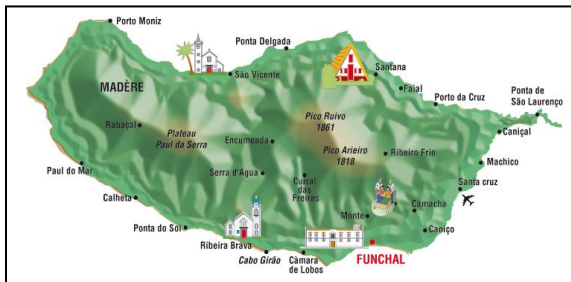 Porto Moniz
Ponta Delgada
São Vicente
Santana
MADÈRE
Faial
Porto da Cruz
Ponta de
São Lourenço
Pico Ruivo
1861
Caniçal
Rabaçal
Plateau
Paul da Serra
Encumeada
Pico Arieiro
1818
Ribeiro Frio
Machico
Paul do Mar
Serra d'Agua
Curral
das
Freiras
Santa cruz
Calheta
Monte
Camacha
Ponta do Sol
Ribeira Brava
Caniço
Cabo Girão
Câmara
de Lobos
FUNCHAL